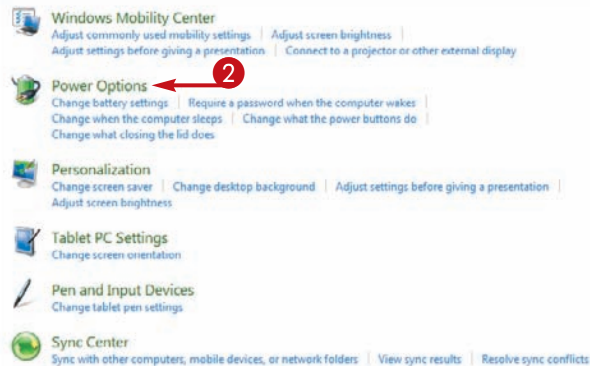 Windows Mobility Center
Adjust commonly used mobility settings | Adjust screen brightness |
Adjust settings before giving a presentation | Connect to a projector or other external display
2
Power Options
Change battery settings | Require a password when the computer wakes |
Change when the computer sleeps | Change what the power buttons do |
Change what closing the lid does
Personalization
Change screen saver | Change desktop background | Adjust settings before giving a presentation |
Adjust screen brightness
Tablet PC Settings
Change screen orientation
Pen and Input Devices
Change tablet pen settings
Sync Center
Sync with other computers, mobile devices, or network folders | View sync results | Resolve sync conflicts